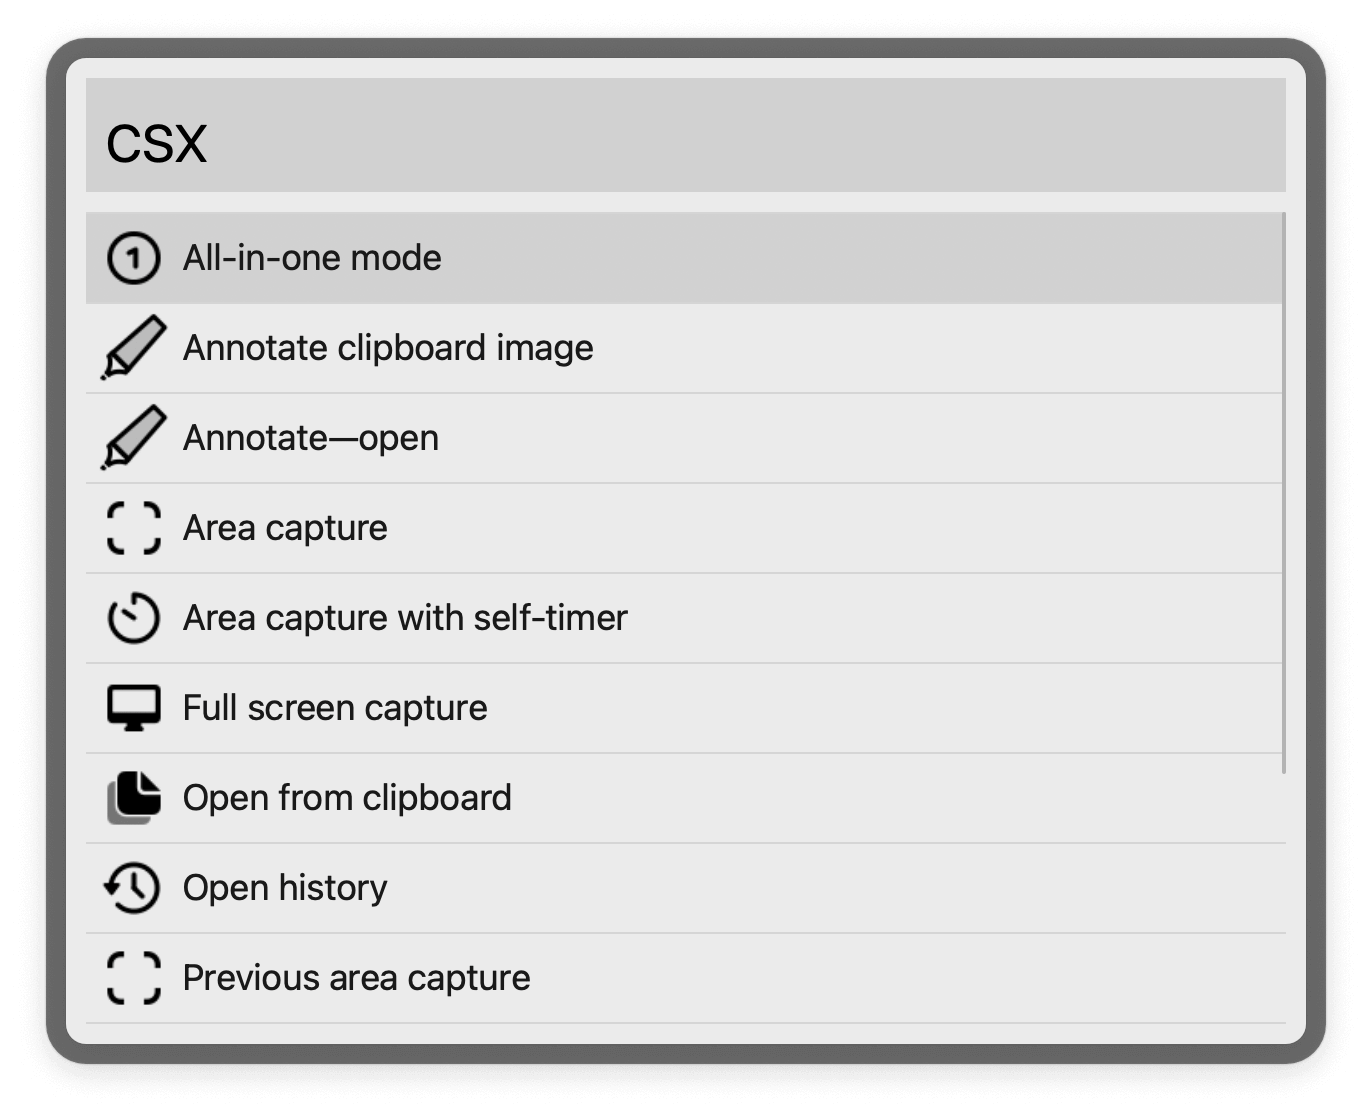 CSX
1
All-in-one mode
Annotate clipboard image
Annotate—open
Area capture
Area capture with self-timer
Full screen capture
Open from clipboard
Open history
Previous area capture